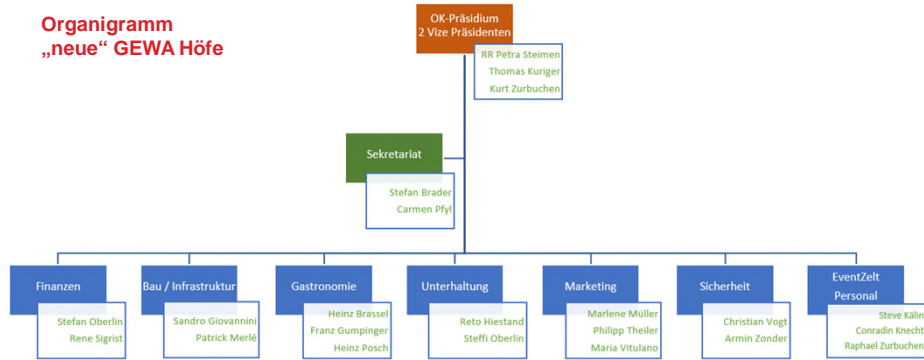 Organigramm
„neue“ GEWA Höfe
OK-Präsidium
2 Vize Präsidenten
RR Petra Steimen
Thomas Kuriger
Kurt Zurbuchen
Sekretariat
Stefan Brader
Carmen Pfyl
Finanzen
Stefan Oberlin
Rene Sigrist
Bau / Infrastruktur
Sandro Giovannini
Patrick Merlé
Gastronomie
Heinz Brassel
Franz Gumpinger
Heinz Posch
Unterhaltung
Reto Hiestand
Steffi Oberlin
Marketing
Marlene Müller
Philipp Theiler
Maria Vitulano
Sicherheit
Christian Vogt
Armin Zonder
EventZelt
Personal
Steve Kälin
Conradin Knecht
Raphael Zurbuchen